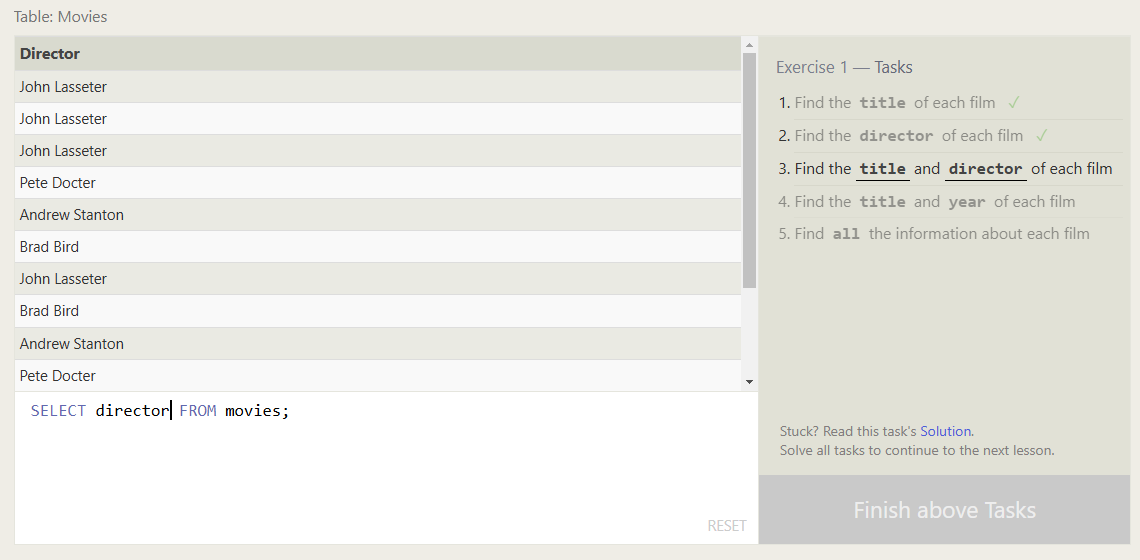 Table: Movies
Director
John Lasseter
John Lasseter
John Lasseter
Pete Docter
Andrew Stanton
Brad Bird
John Lasseter
Brad Bird
Andrew Stanton
Pete Docter
SELECT director FROM movies;
RESET
Exercise 1 — Tasks
1. Find the title of each film ✓
2. Find the director of each film ✓
3. Find the title and director of each film
4. Find the title and year of each film
5. Find all the information about each film
Stuck? Read this task's Solution.
Solve all tasks to continue to the next lesson.
Finish above Tasks